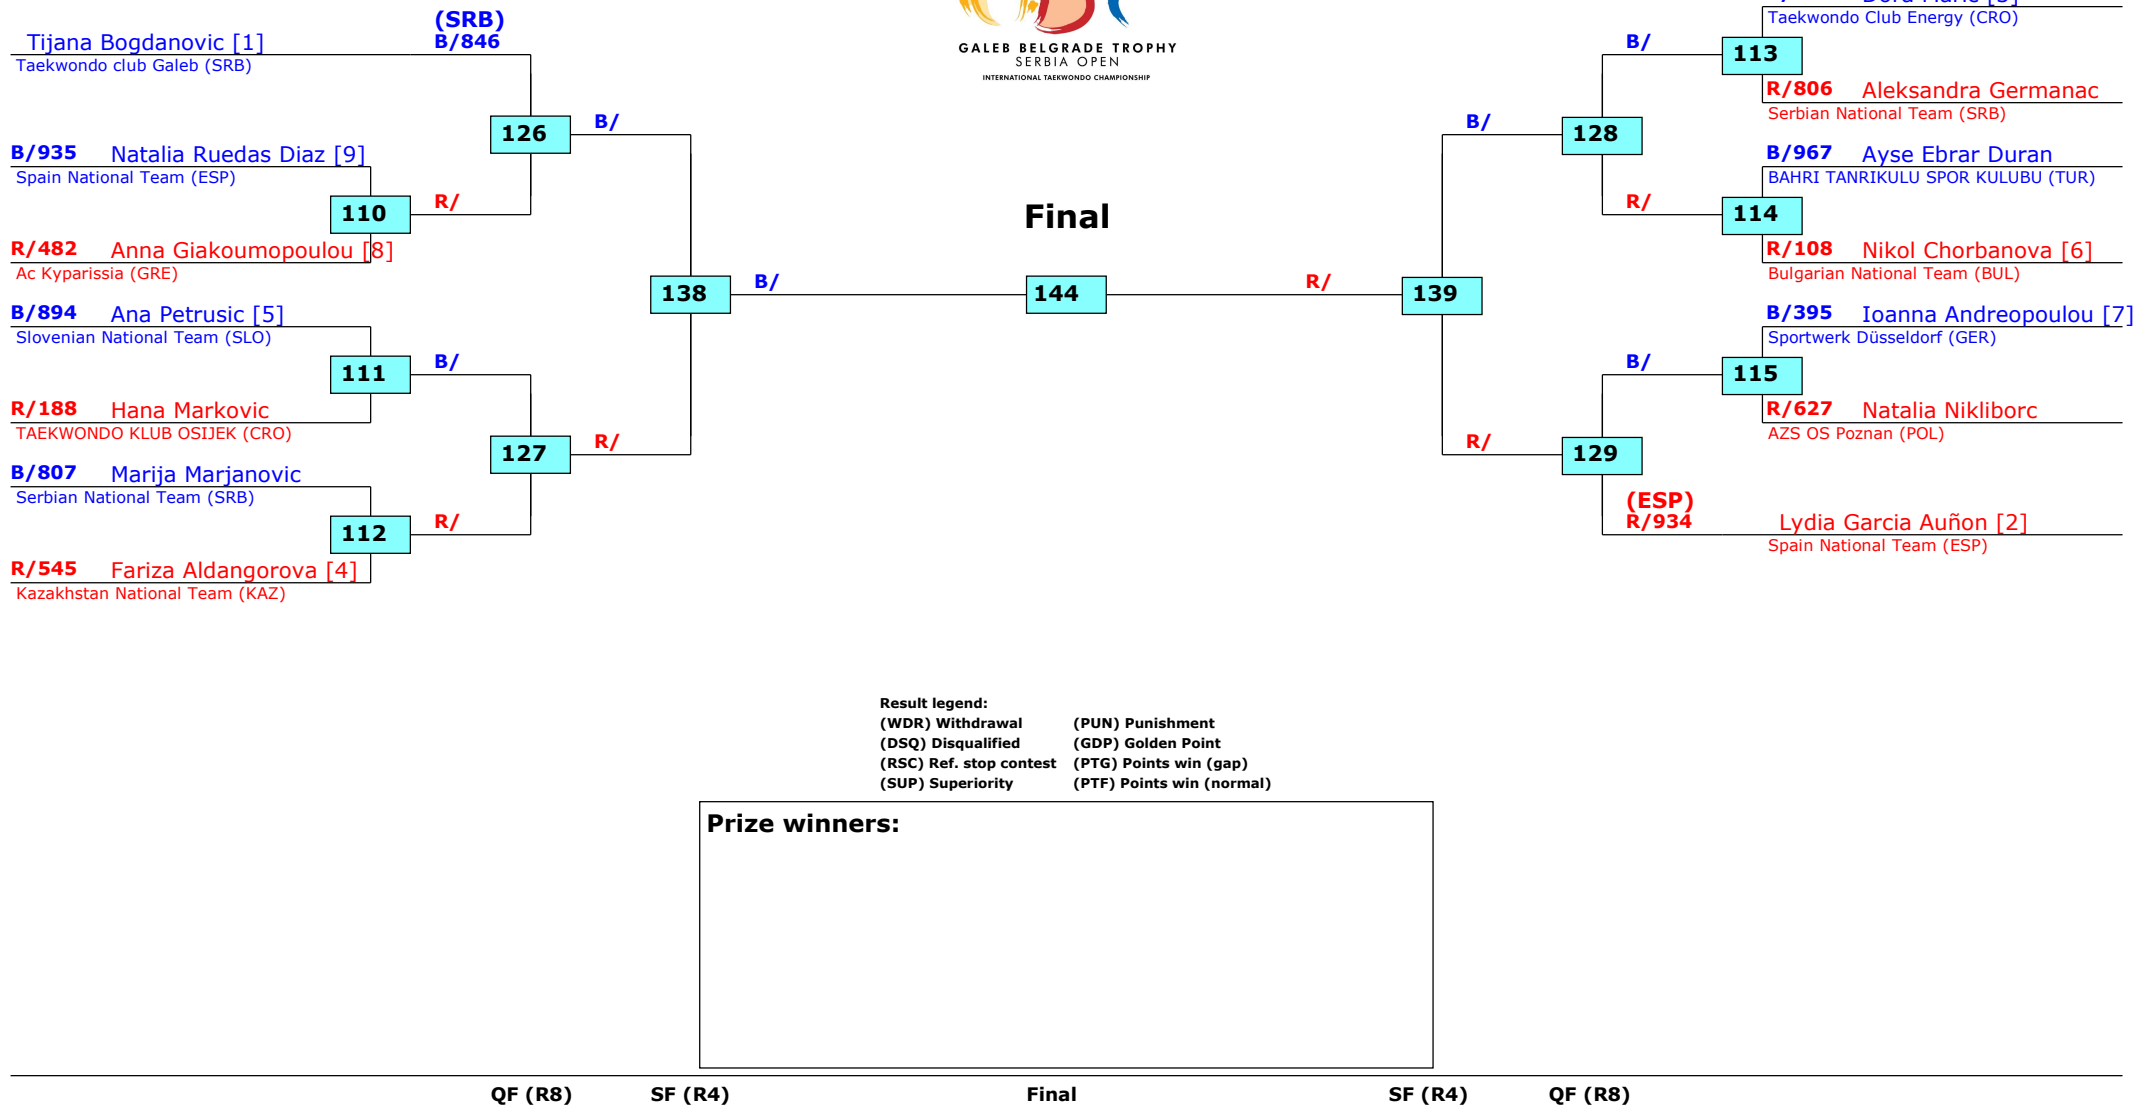 (SRB)
Tijana Bogdanovic [1] B/846
Taekwondo club Galeb (SRB)
126
B/
B/935 Natalia Ruedas Diaz [9]
Spain National Team (ESP)
110
R/
R/482 Anna Giakoumopoulou [8]
Ac Kyparissia (GRE)
138
B/
B/894 Ana Petrusic [5]
Slovenian National Team (SLO)
111
B/
R/188 Hana Markovic
TAEKWONDO KLUB OSIJEK (CRO)
127
R/
B/807 Marija Marjanovic
Serbian National Team (SRB)
112
R/
R/545 Fariza Aldangorova [4]
Kazakhstan National Team (KAZ)
GALEB BELGRADE TROPHY
SERBIA OPEN
INTERNATIONAL TAEKWONDO CHAMPIONSHIP
Final
144
Taekwondo Club Energy (CRO)
B/
113
R/806 Aleksandra Germanac
Serbian National Team (SRB)
B/
128
B/967 Ayse Ebrar Duran
BAHRI TANRIKULU SPOR KULUBU (TUR)
R/
114
R/108 Nikol Chorbanova [6]
Bulgarian National Team (BUL)
R/
139
B/395 Ioanna Andreopoulou [7]
Sportwerk Düsseldorf (GER)
B/
115
R/627 Natalia Nikliborc
AZS OS Poznan (POL)
R/
129
(ESP)
R/934 Lydia Garcia Auñon [2]
Spain National Team (ESP)
Result legend:
(WDR) Withdrawal (PUN) Punishment
(DSQ) Disqualified (GDP) Golden Point
(RSC) Ref. stop contest (PTG) Points win (gap)
(SUP) Superiority (PTF) Points win (normal)
Prize winners:
QF (R8) SF (R4) Final SF (R4) QF (R8)